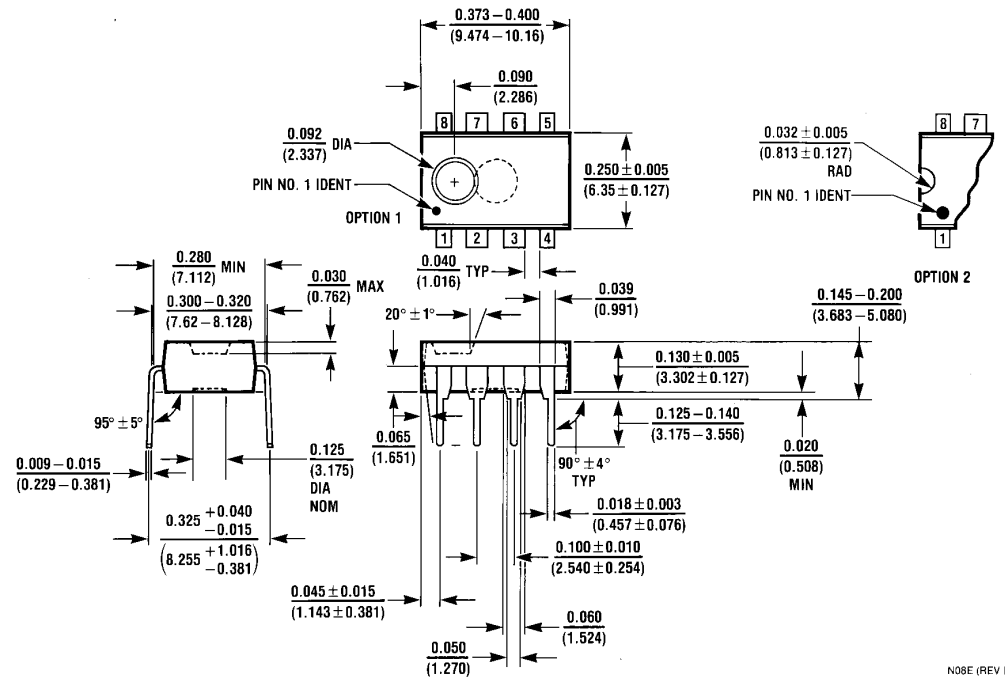 0.373 – 0.400
(9.474 – 10.16)
0.090
(2.286)
8 7 6 5
0.092 DIA
(2.337)
PIN NO. 1 IDENT
OPTION 1
1 2 3 4
0.250 ± 0.005
(6.35 ± 0.127)
0.032 ± 0.005
(0.813 ± 0.127)
RAD
PIN NO. 1 IDENT
8 7
1
OPTION 2
0.280 MIN
(7.112)
0.300 – 0.320
(7.62 – 8.128)
0.030 MAX
(0.762)
0.040 TYP
(1.016)
20° ± 1°
0.039
(0.991)
0.145 – 0.200
(3.683 – 5.080)
0.130 ± 0.005
(3.302 ± 0.127)
0.125 – 0.140
(3.175 – 3.556)
0.020
(0.508)
MIN
95° ± 5°
0.065
(1.651)
90° ± 4°
TYP
0.009 – 0.015
(0.229 – 0.381)
0.125
(3.175)
DIA
NOM
0.018 ± 0.003
(0.457 ± 0.076)
0.325 +0.040
–0.015
(8.255 +1.016
–0.381)
0.100 ± 0.010
(2.540 ± 0.254)
0.045 ± 0.015
(1.143 ± 0.381)
0.060
(1.524)
0.050
(1.270)
N08E (REV